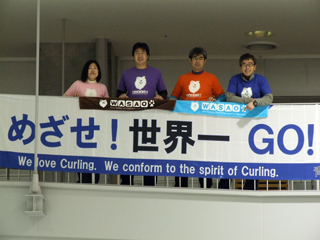 WASAO
WASAO
めざせ！世界一 GO!
We love Curling. We conform to the spirit of Curling.